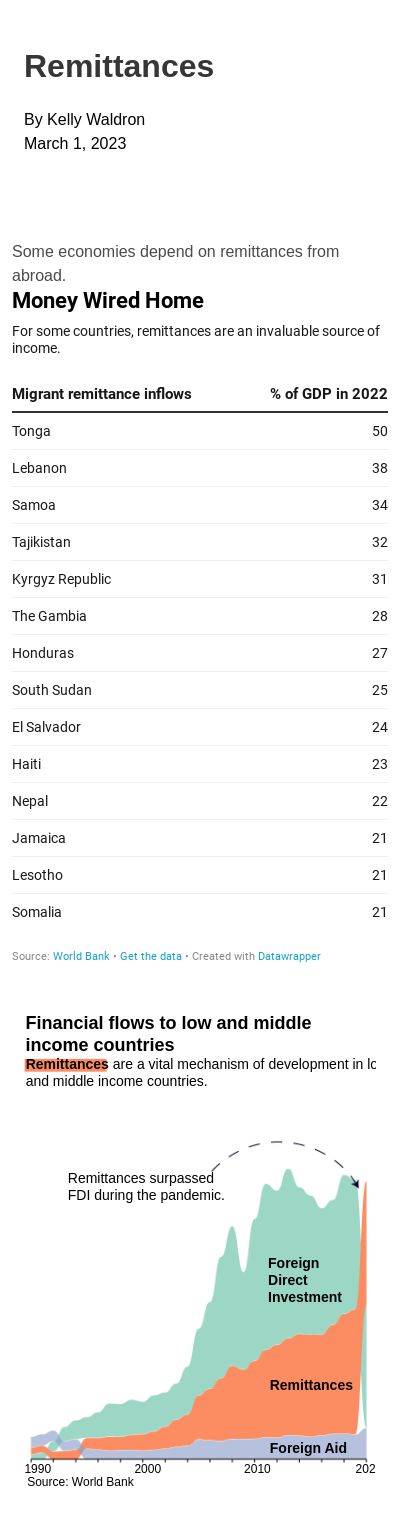 Remittances
By Kelly Waldron
March 1, 2023
Some economies depend on remittances from
abroad.
Money Wired Home
For some countries, remittances are an invaluable source of
income.
Migrant remittance inflows % of GDP in 2022
Tonga 50
Lebanon 38
Samoa 34
Tajikistan 32
Kyrgyz Republic 31
The Gambia 28
Honduras 27
South Sudan 25
El Salvador 24
Haiti 23
Nepal 22
Jamaica 21
Lesotho 21
Somalia 21
Source: World Bank • Get the data • Created with Datawrapper
Financial flows to low and middle
income countries
Remittances are a vital mechanism of development in lo
and middle income countries.
Remittances surpassed
FDI during the pandemic.
Foreign
Direct
Investment
Remittances
Foreign Aid
1990 2000 2010 202
Source: World Bank